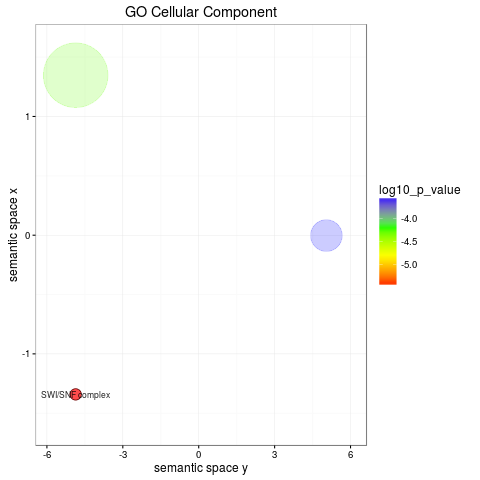 GO Cellular Component
semantic space x
1
0
-1
SWI/SNF complex
-6
-3
0
3
6
semantic space y
log10_p_value
-4.0
-4.5
-5.0